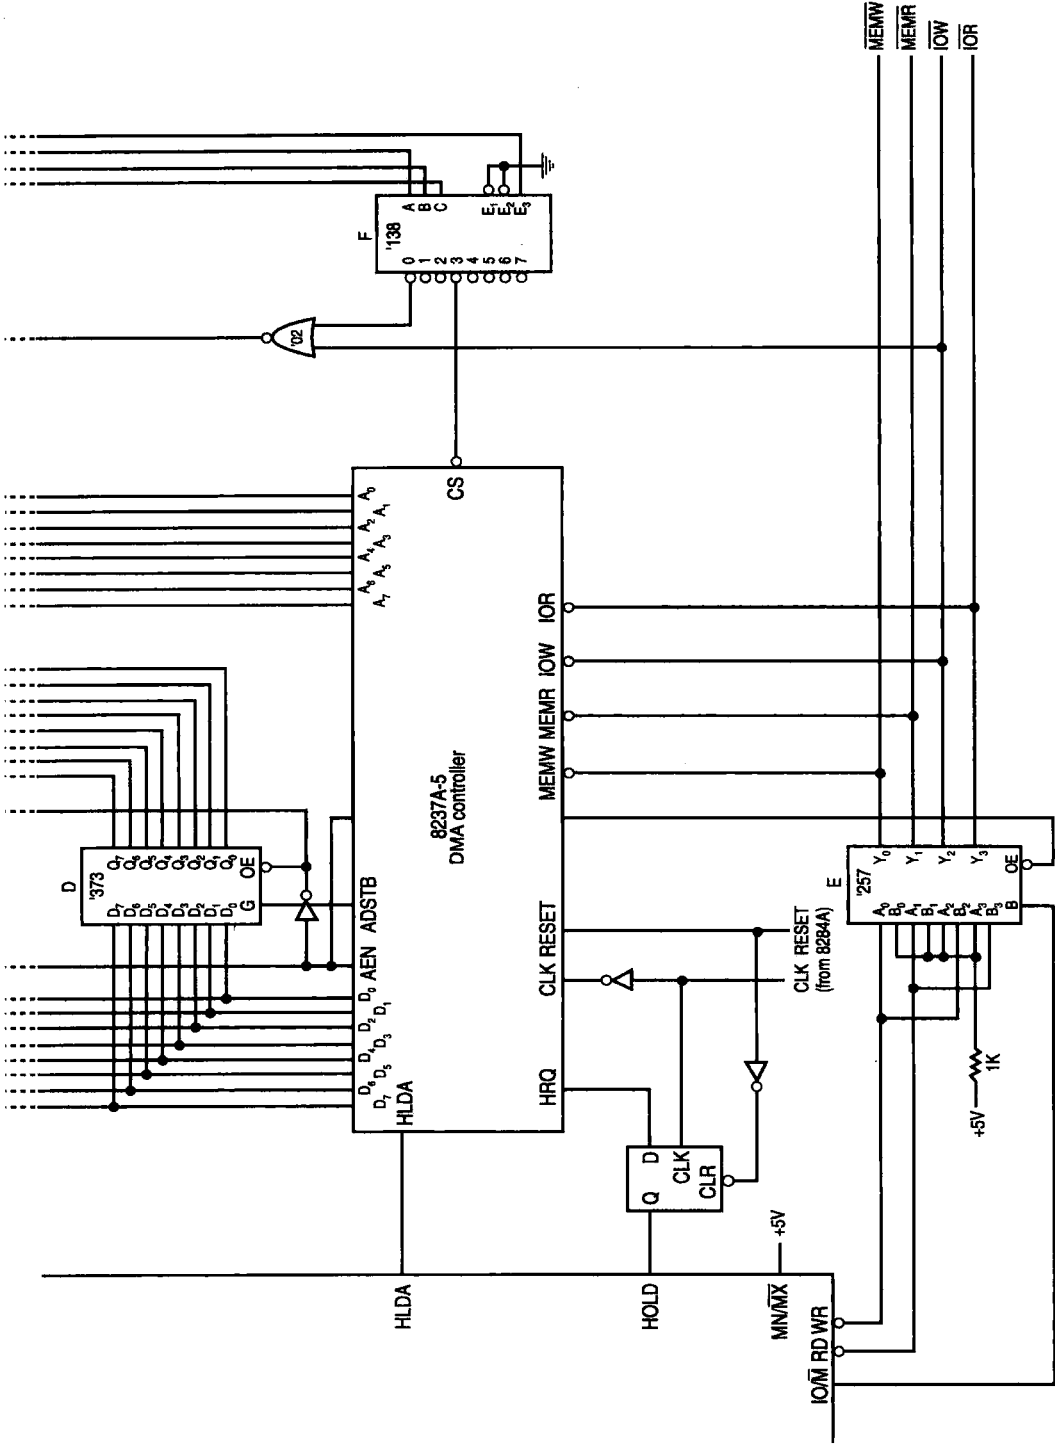 MEMW
MEMR
IOW
IOR
F
'138
A
B
C
E1
E2
E3
0
1
2
3
4
5
6
7
'02
CS
A0
A1
A2
A3
A4
A5
A6
A7
8237A-5
DMA controller
IOR
IOW
MEMR
MEMW
D
'373
Q7
Q6
Q5
Q4
Q3
Q2
Q1
Q0
OE
D7
D6
D5
D4
D3
D2
D1
D0
G
AEN
ADSTB
D0
D1
D2
D3
D4
D5
D6
D7
HLDA
CLK
RESET
HRQ
CLK RESET
(from 8284A)
E
'257
Y0
Y1
Y2
Y3
OE
A0
B0
A1
B1
A2
B2
A3
B3
B
1K
+5V
Q
D
CLK
CLR
HLDA
HOLD
MN/M̅X̅
+5V
IO/M̅
RD
WR